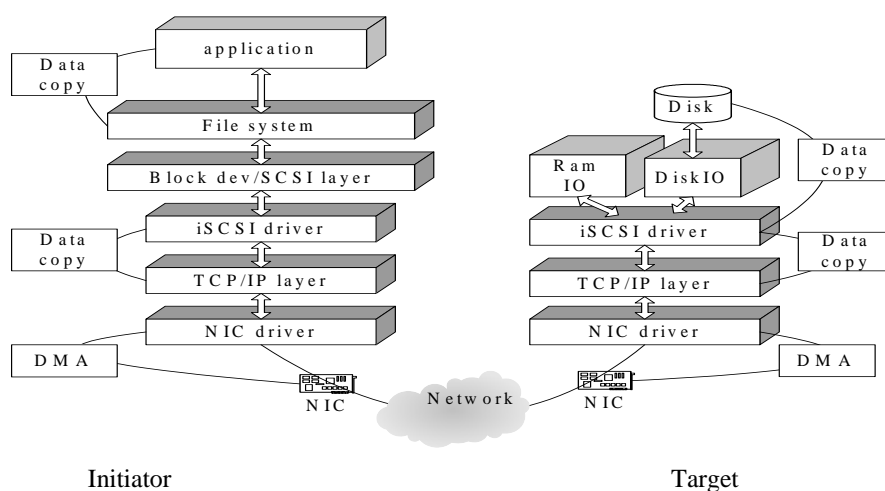 application
Data
copy
File system
Block dev/SCSI layer
iSCSI driver
Data
copy
TCP/IP layer
NIC driver
DMA
NIC
Network
Disk
Ram
IO
DiskIO
Data
copy
iSCSI driver
Data
copy
TCP/IP layer
NIC driver
DMA
NIC
Initiator
Target